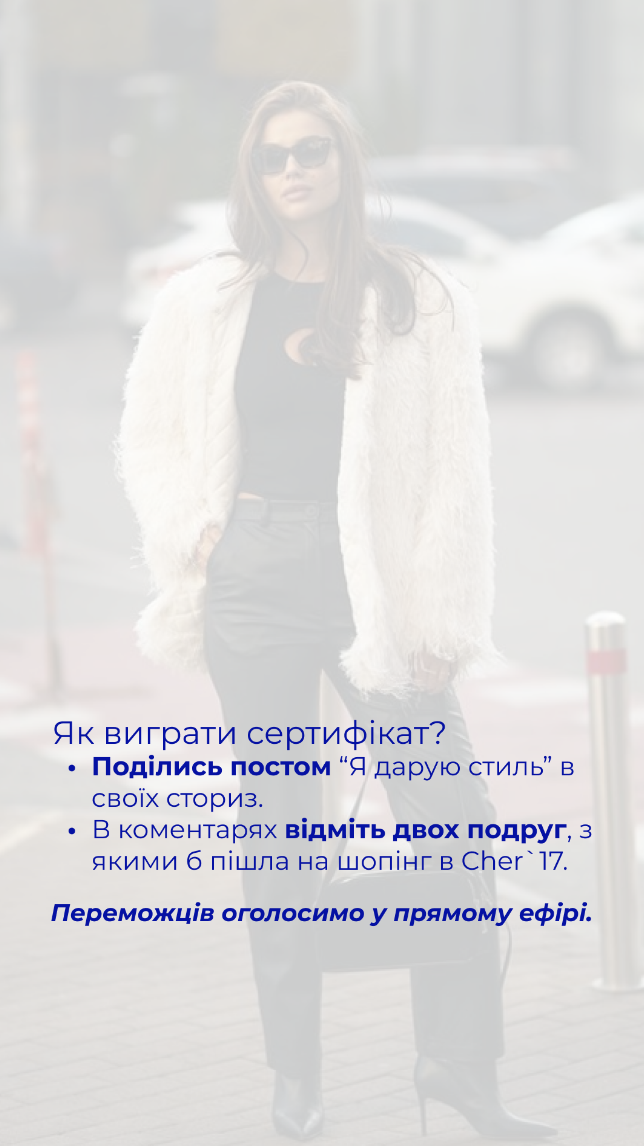 Як виграти сертифікат?
• Поділись постом “Я дарую стиль” в
своїх сториз.
• В коментарях відміть двох подруг, з
якими б пішла на шопінг в Cher`17.
Переможців оголосимо у прямому ефірі.